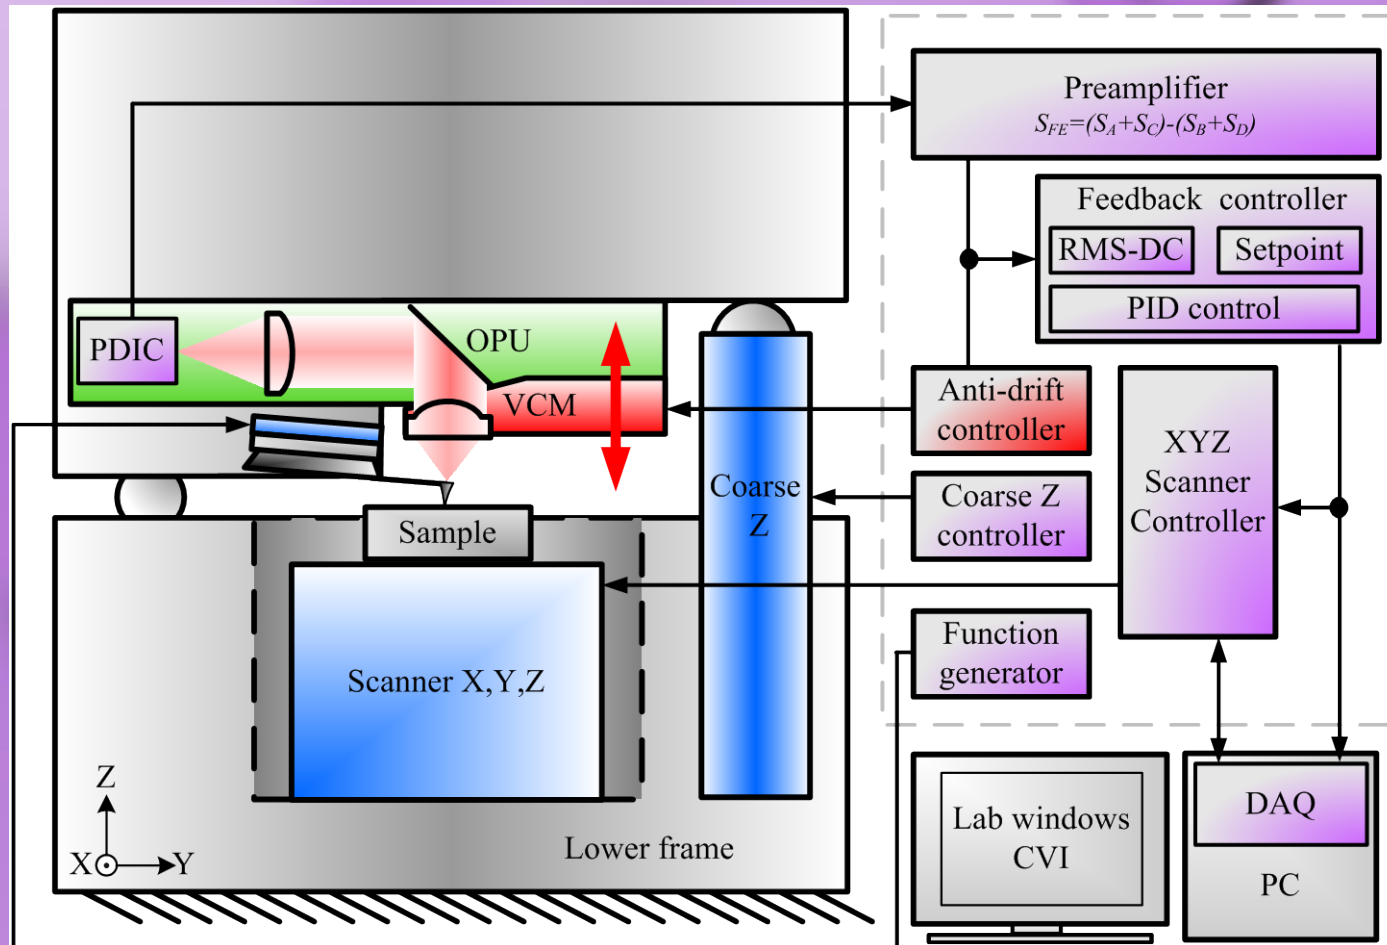 Preamplifier
S_FE=(S_A+S_C)-(S_B+S_D)
Feedback controller
RMS-DC
Setpoint
PID control
PDIC
OPU
VCM
Anti-drift
controller
XYZ
Scanner
Controller
Coarse
Z
Coarse Z
controller
Sample
Function
generator
Scanner X,Y,Z
Z
X
Y
Lower frame
Lab windows
CVI
DAQ
PC